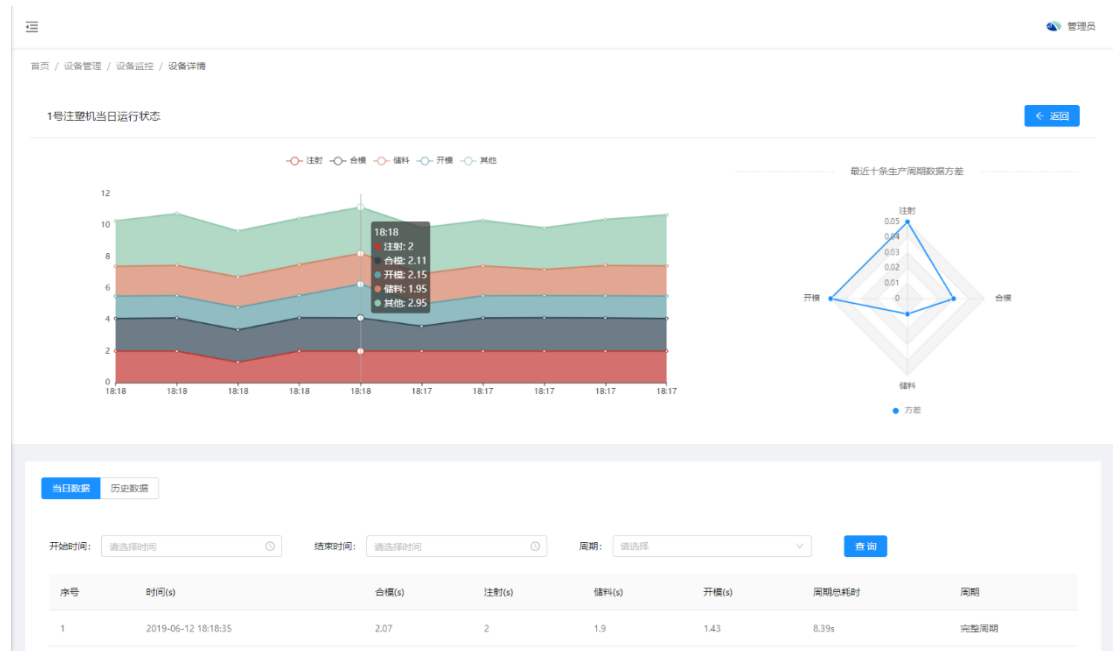 管理员
首页 / 设备管理 / 设备监控 / 设备详情
1号注塑机当日运行状态
← 返回
注射 合模 储料 开模 其他
12
10
8
6
4
2
0
18:18 18:18 18:18 18:18 18:18 18:17 18:17 18:17 18:17 18:17
18:18
注射: 2
合模: 2.11
开模: 2.15
储料: 1.95
其他: 2.95
最近十条生产周期数据方差
注射
0.05
0.04
0.03
0.02
0.01
0
开模
合模
储料
方差
当日数据 历史数据
开始时间: 请选择时间 结束时间: 请选择时间 周期: 请选择 查 询
序号 时间(s) 合模(s) 注射(s) 储料(s) 开模(s) 周期总耗时 周期
1 2019-06-12 18:18:35 2.07 2 1.9 1.43 8.39s 完整周期